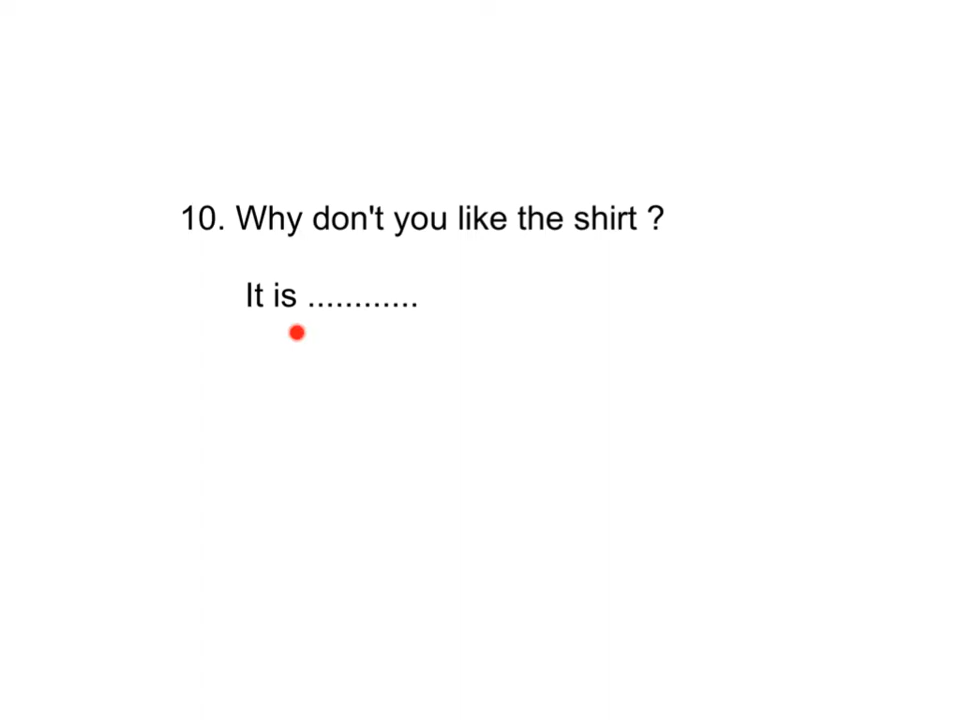 10. Why don't you like the shirt ?
It is ............